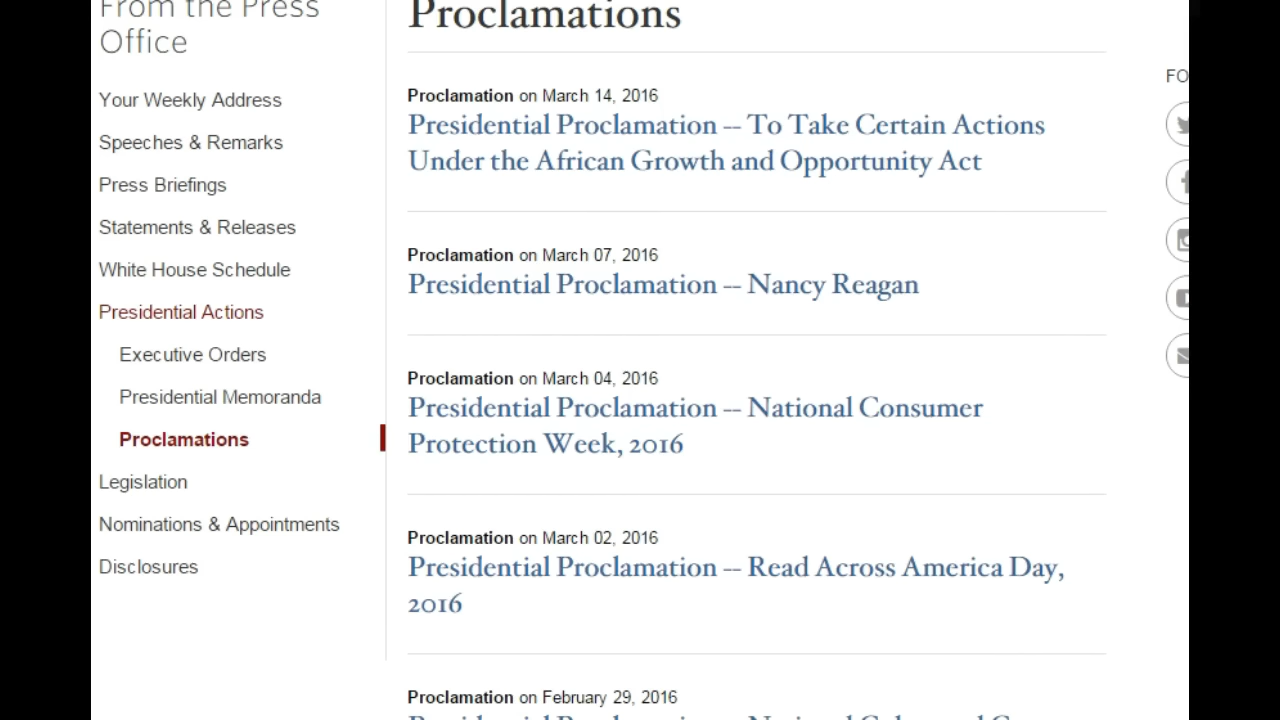 From the Press
Office
Your Weekly Address
Speeches & Remarks
Press Briefings
Statements & Releases
White House Schedule
Presidential Actions
Executive Orders
Presidential Memoranda
Proclamations
Legislation
Nominations & Appointments
Disclosures
Proclamations
Proclamation on March 14, 2016
Presidential Proclamation -- To Take Certain Actions
Under the African Growth and Opportunity Act
Proclamation on March 07, 2016
Presidential Proclamation -- Nancy Reagan
Proclamation on March 04, 2016
Presidential Proclamation -- National Consumer
Protection Week, 2016
Proclamation on March 02, 2016
Presidential Proclamation -- Read Across America Day,
2016
Proclamation on February 29, 2016
Presidential Proclamation -- National
FO